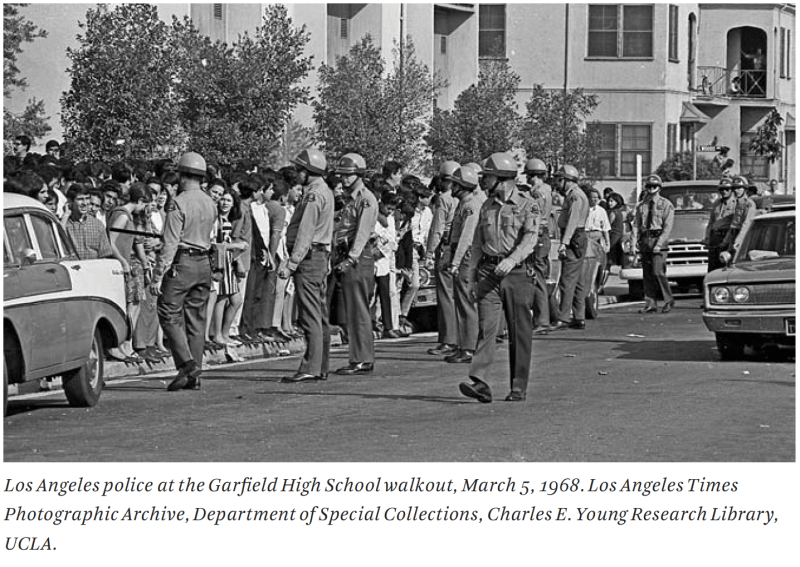 Los Angeles police at the Garfield High School walkout, March 5, 1968. Los Angeles Times
Photographic Archive, Department of Special Collections, Charles E. Young Research Library,
UCLA.